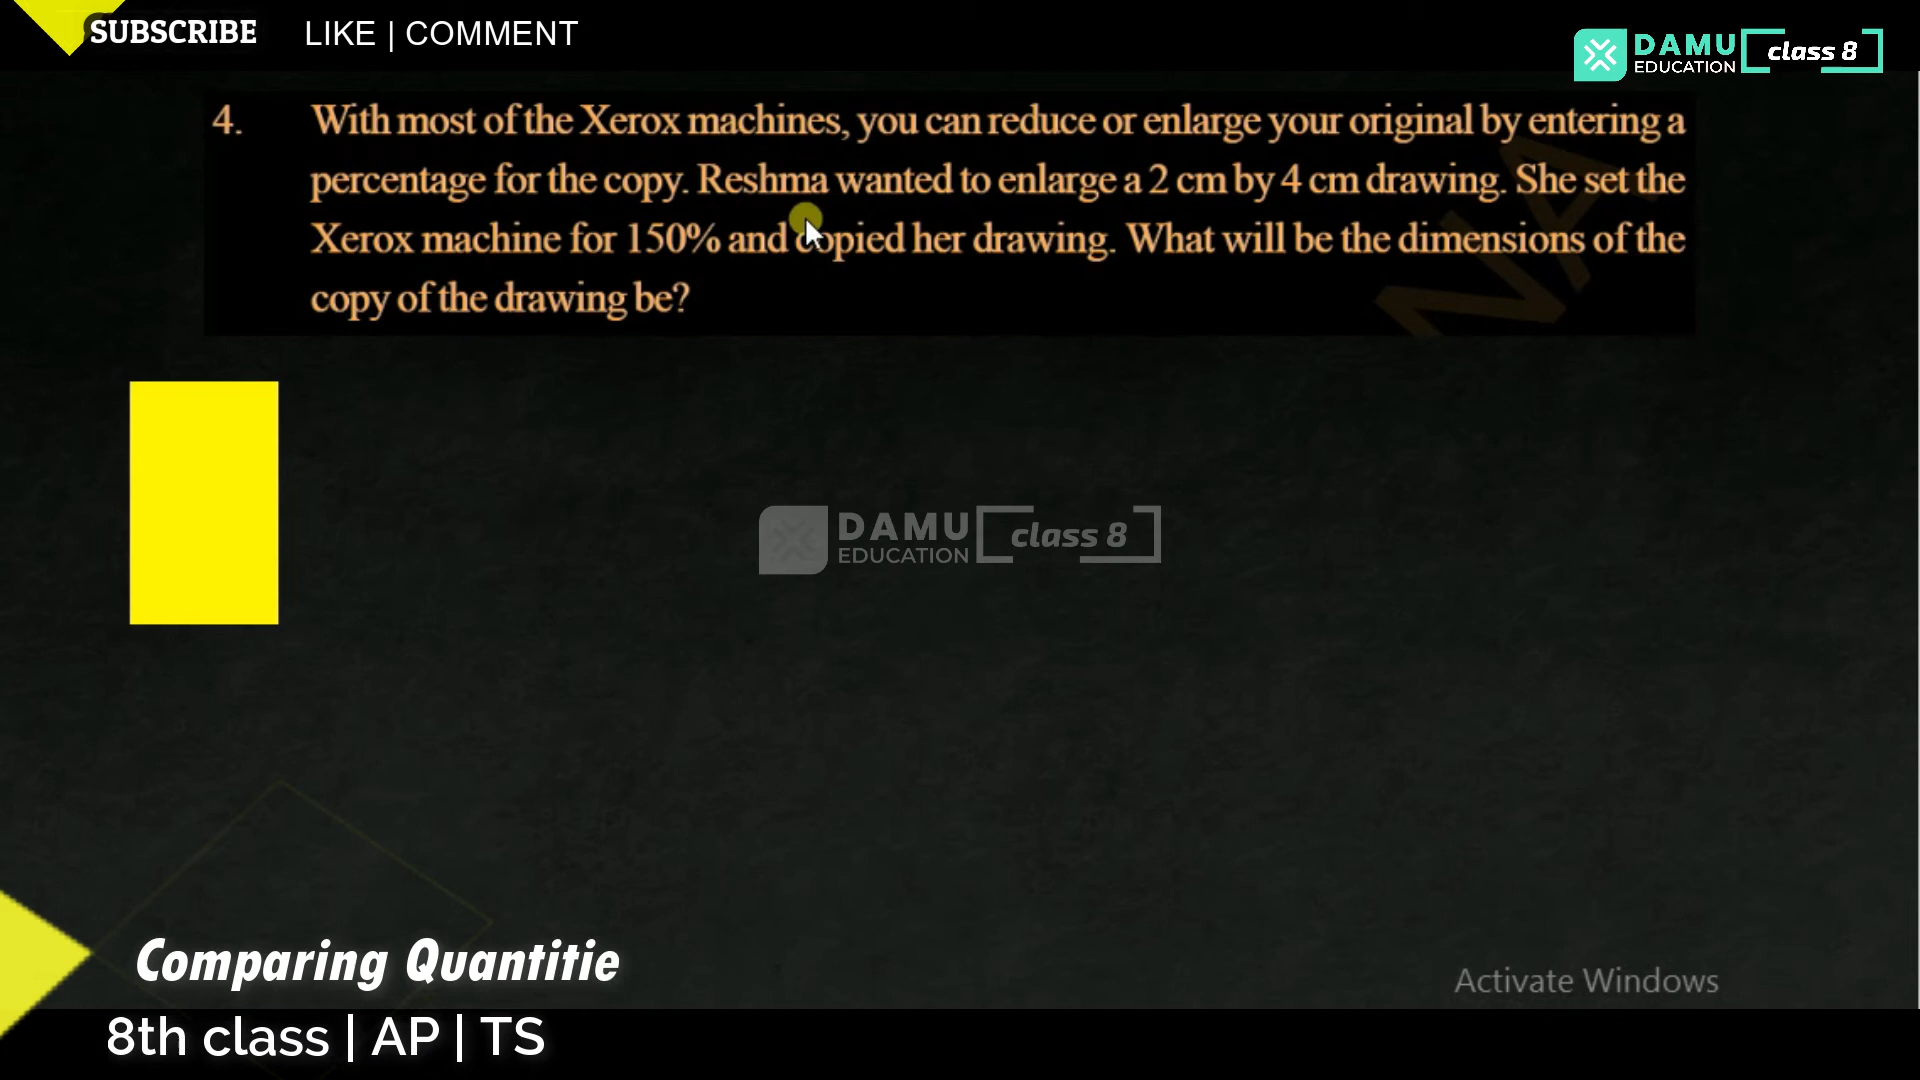 SUBSCRIBE LIKE | COMMENT
DAMU EDUCATION class 8
4. With most of the Xerox machines, you can reduce or enlarge your original by entering a
percentage for the copy. Reshma wanted to enlarge a 2 cm by 4 cm drawing. She set the
Xerox machine for 150% and copied her drawing. What will be the dimensions of the
copy of the drawing be?
DAMU EDUCATION class 8
Comparing Quantitie
Activate Windows
8th class | AP | TS